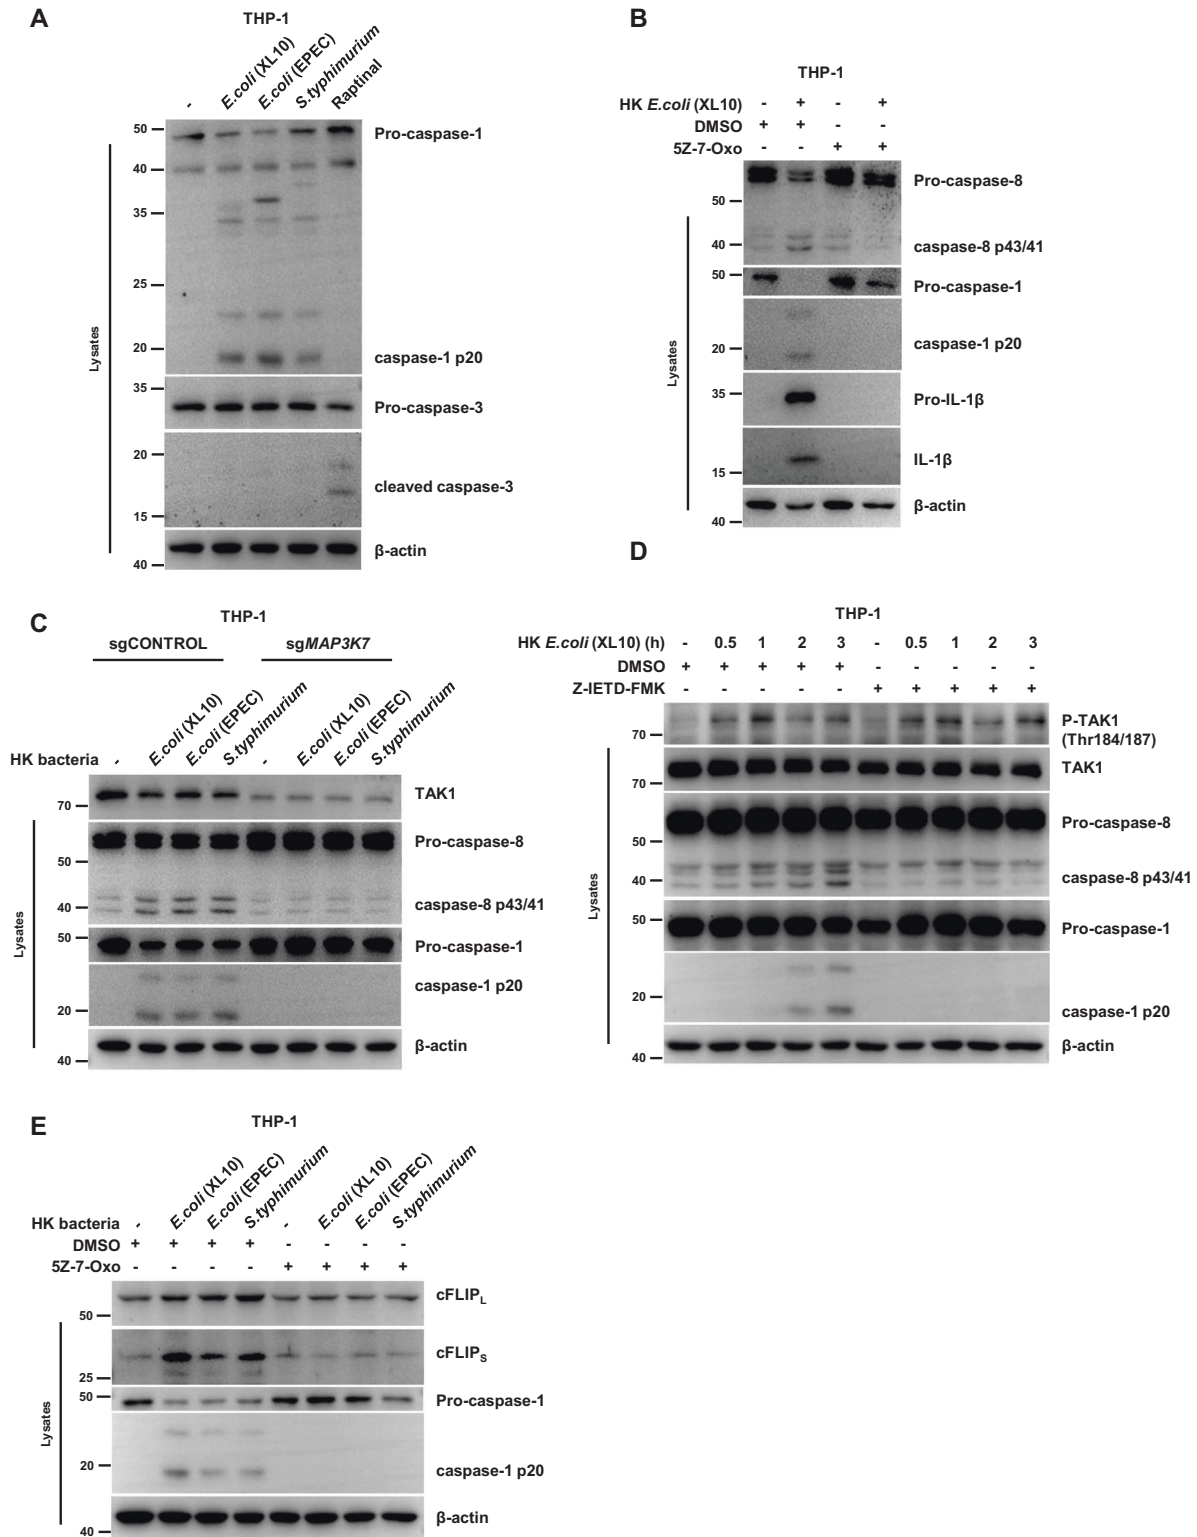 A
THP-1
- E.coli (XL10) E.coli (EPEC) S.typhimurium Raptinal
50 Pro-caspase-1
40
35
25
20 caspase-1 p20
35
Pro-caspase-3
20
cleaved caspase-3
15
β-actin
40
Lysates
B
THP-1
HK E.coli (XL10) - + - +
DMSO + + - -
5Z-7-Oxo - - + +
Pro-caspase-8
50
40 caspase-8 p43/41
50 Pro-caspase-1
20 caspase-1 p20
35 Pro-IL-1β
IL-1β
15
β-actin
40
Lysates
C
THP-1
sgCONTROL sgMAP3K7
HK bacteria - E.coli (XL10) E.coli (EPEC) S.typhimurium - E.coli (XL10) E.coli (EPEC) S.typhimurium
TAK1
70
Pro-caspase-8
50
40 caspase-8 p43/41
50 Pro-caspase-1
caspase-1 p20
20
β-actin
40
Lysates
D
THP-1
HK E.coli (XL10) (h) - 0.5 1 2 3 - 0.5 1 2 3
DMSO + + + + + - - - - -
Z-IETD-FMK - - - - - + + + + +
P-TAK1
70 (Thr184/187)
TAK1
70
Pro-caspase-8
50
40 caspase-8 p43/41
50 Pro-caspase-1
20
caspase-1 p20
β-actin
40
Lysates
E
THP-1
HK bacteria - E.coli (XL10) E.coli (EPEC) S.typhimurium - E.coli (XL10) E.coli (EPEC) S.typhimurium
DMSO + + + + - - - -
5Z-7-Oxo - - - - + + + +
cFLIPL
50
cFLIPS
25
50 Pro-caspase-1
20 caspase-1 p20
β-actin
40
Lysates